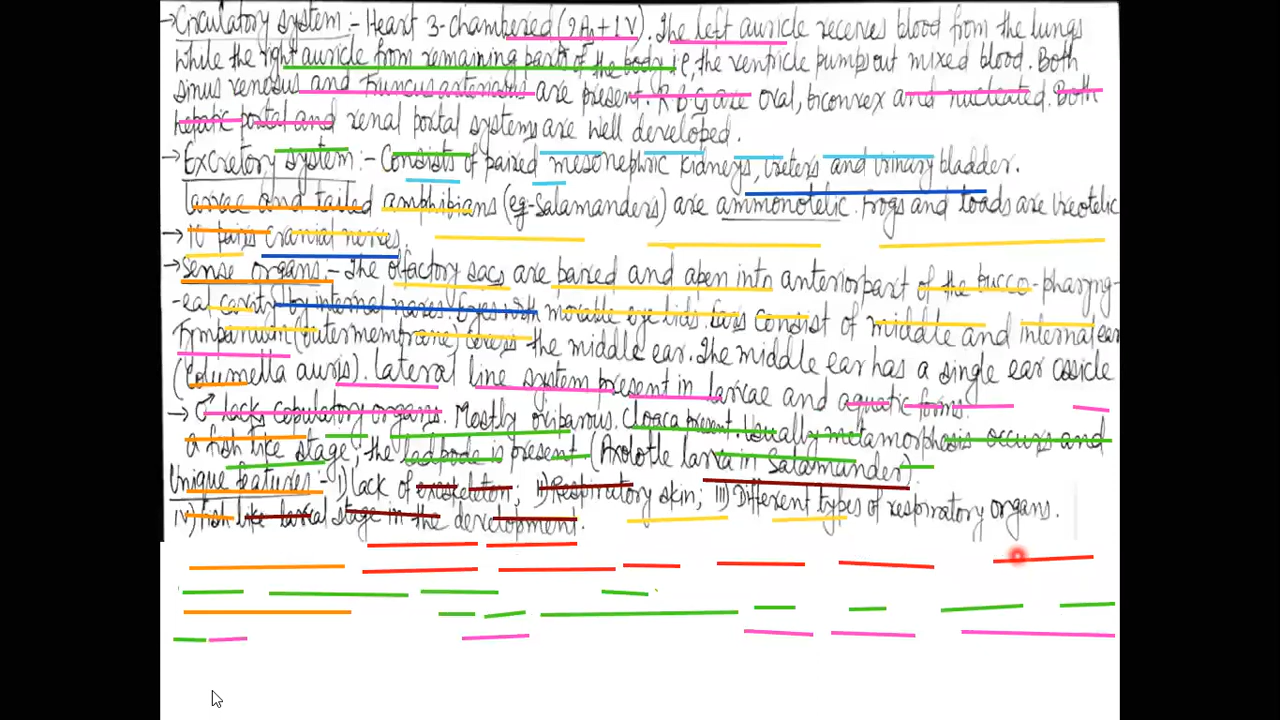 →Circulatory system:- Heart 3-chambered (2A+1V). The left auricle receives blood from the lungs
while the right auricle from remaining parts of the body ie, the ventricle pumps out mixed blood. Both
sinus venosus and truncus arteriosus are present. R.B.C are oval, biconvex and nucleated. Both
hepatic portal and renal portal systems are well developed.
→Excretory system:- Consists of paired mesonephric kidneys, ureters and urinary bladder.
Larvae and tailed amphibians (eg-Salamanders) are ammonotelic. Frogs and toads are ureotelic
→ 10 pairs cranial nerves.
→Sense organs:- The olfactory sacs are paired and open into anterior part of the bucco-pharyng-
-eal cavity by internal nares. Eyes with movable eye lids. Ears consist of middle and internal ear
Tympanum (outermembrane) covers the middle ear. The middle ear has a single ear ossicle
(Columella auris). Lateral line system present in larvae and aquatic forms.
→ ♂ lacks copulatory organs. Mostly oviparous. Cloaca present. Usually metamorphosis occurs and
a fish like stage, the tadpole is present. (Axolotle larva in Salamander).
Unique features:- i) lack of exoskeleton; ii) Respiratory skin; iii) Different types of respiratory organs.
iv) fish like larval stage in the development.